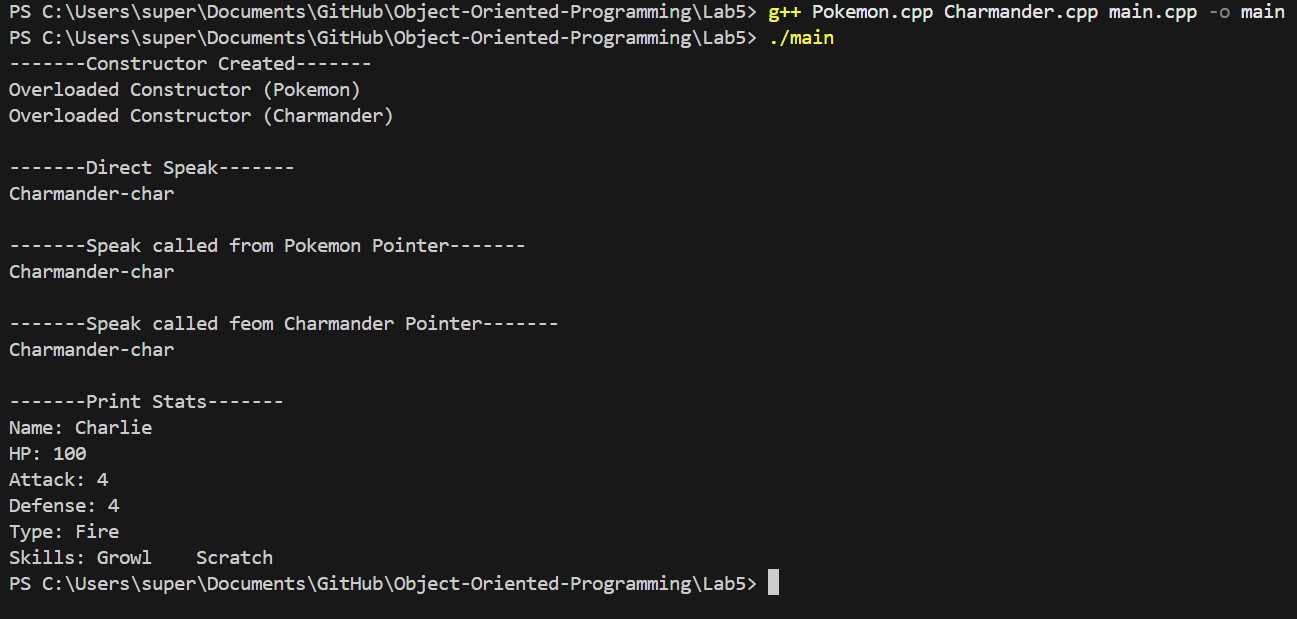 PS C:\Users\super\Documents\GitHub\Object-Oriented-Programming\Lab5> g++ Pokemon.cpp Charmander.cpp main.cpp -o main
PS C:\Users\super\Documents\GitHub\Object-Oriented-Programming\Lab5> ./main
-------Constructor Created-------
Overloaded Constructor (Pokemon)
Overloaded Constructor (Charmander)

-------Direct Speak-------
Charmander-char

-------Speak called from Pokemon Pointer-------
Charmander-char

-------Speak called feom Charmander Pointer-------
Charmander-char

-------Print Stats-------
Name: Charlie
HP: 100
Attack: 4
Defense: 4
Type: Fire
Skills: Growl    Scratch
PS C:\Users\super\Documents\GitHub\Object-Oriented-Programming\Lab5>